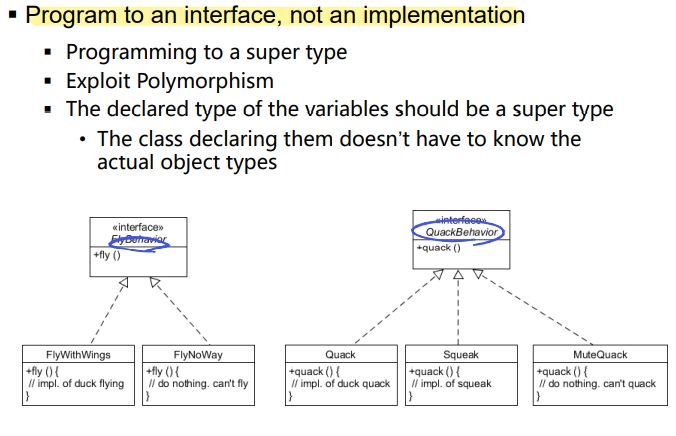 ▪ Program to an interface, not an implementation
▪ Programming to a super type
▪ Exploit Polymorphism
▪ The declared type of the variables should be a super type
• The class declaring them doesn't have to know the
actual object types
«interface»
FlyBehavior
+fly ()
«interface»
QuackBehavior
+quack ()
FlyWithWings
+fly () {
// impl. of duck flying
}
FlyNoWay
+fly () {
// do nothing. can't fly
}
Quack
+quack () {
// impl. of duck quack
}
Squeak
+quack () {
// impl. of squeak
}
MuteQuack
+quack () {
// do nothing. can't quack
}